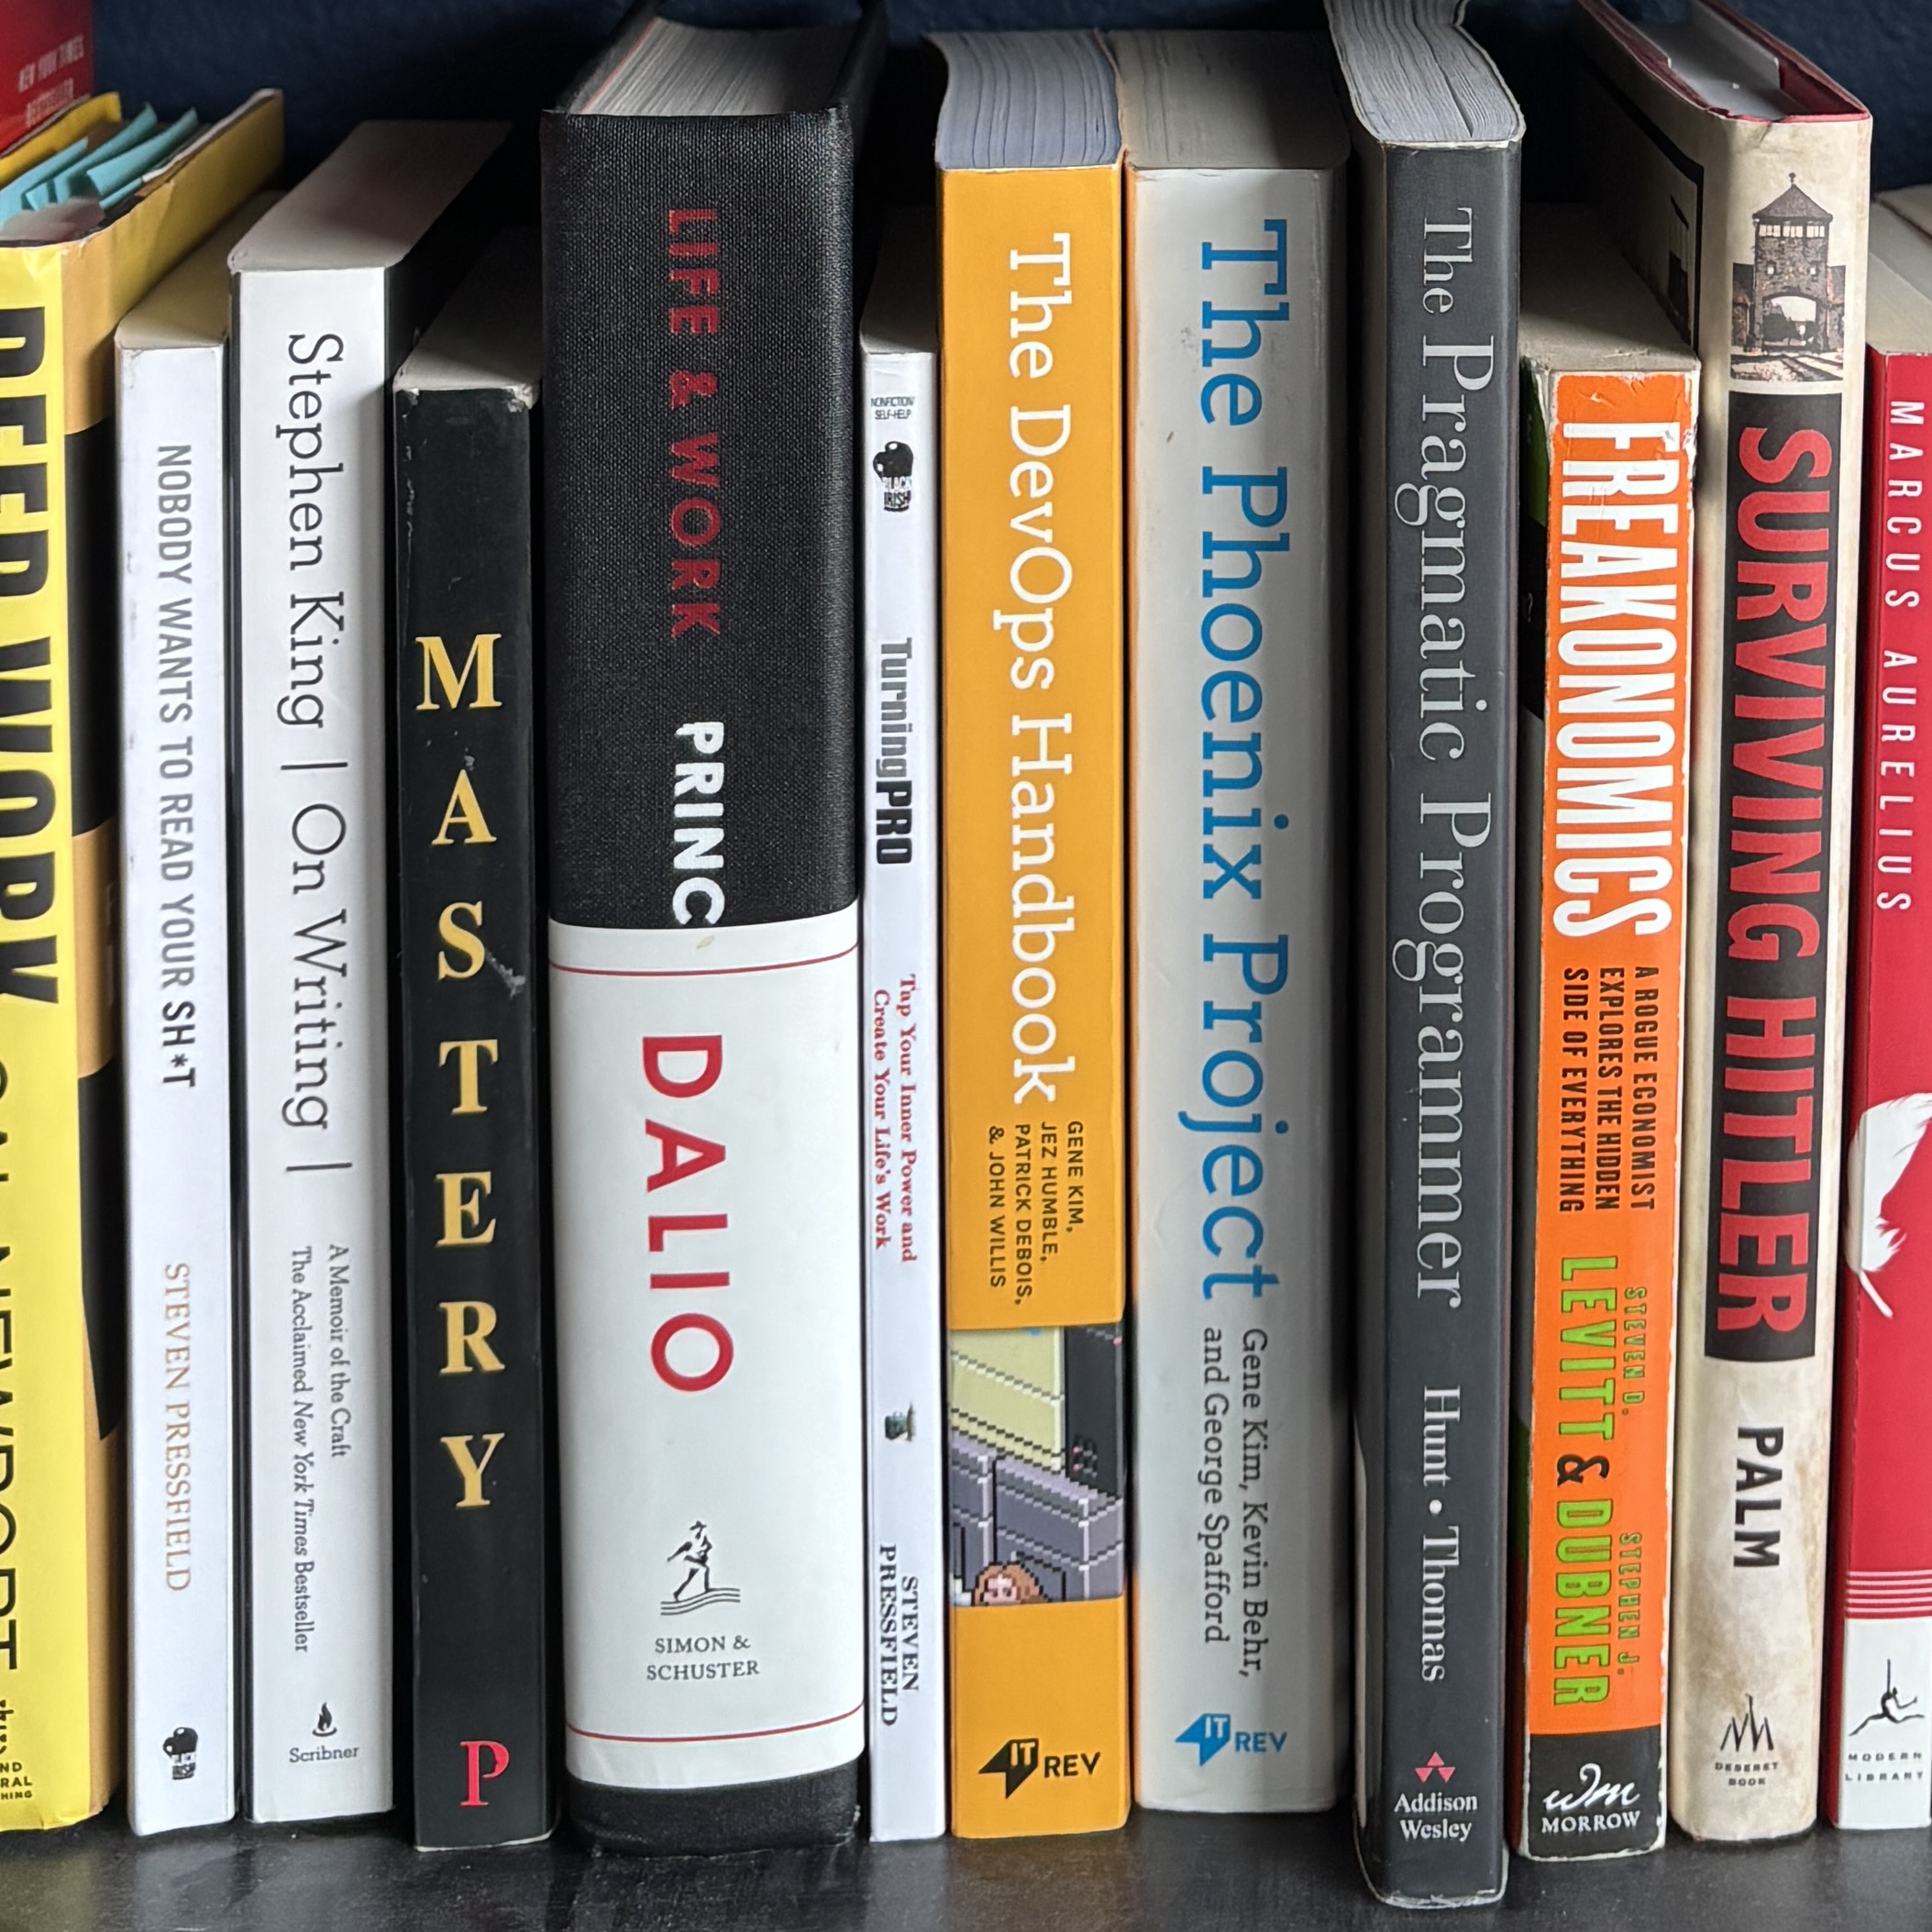 NEW YORK TIMES
BESTSELLER
DEEP WORK CAL NEWPORT
NOBODY WANTS TO READ YOUR SH*T
STEVEN PRESSFIELD
Stephen King | On Writing |
A Memoir of the Craft
The Acclaimed New York Times Bestseller
Scribner
MASTERY
P
LIFE & WORK PRINC
DALIO
SIMON &
SCHUSTER
NONFICTION/
SELF-HELP
BLACK
IRISH
TurningPRO
Tap Your Inner Power and
Create Your Life's Work
STEVEN
PRESSFIELD
The DevOps Handbook
GENE KIM,
JEZ HUMBLE,
PATRICK DEBOIS,
& JOHN WILLIS
IT REV
The Phoenix Project
Gene Kim, Kevin Behr,
and George Spafford
IT REV
The Pragmatic Programmer
Hunt • Thomas
Addison
Wesley
FREAKONOMICS
A ROGUE ECONOMIST
EXPLORES THE HIDDEN
SIDE OF EVERYTHING
STEVEN D. STEPHEN J.
LEVITT & DUBNER
Wm
MORROW
SURVIVING HITLER
PALM
DESERET
BOOK
MARCUS AURELIUS
MODERN
LIBRARY